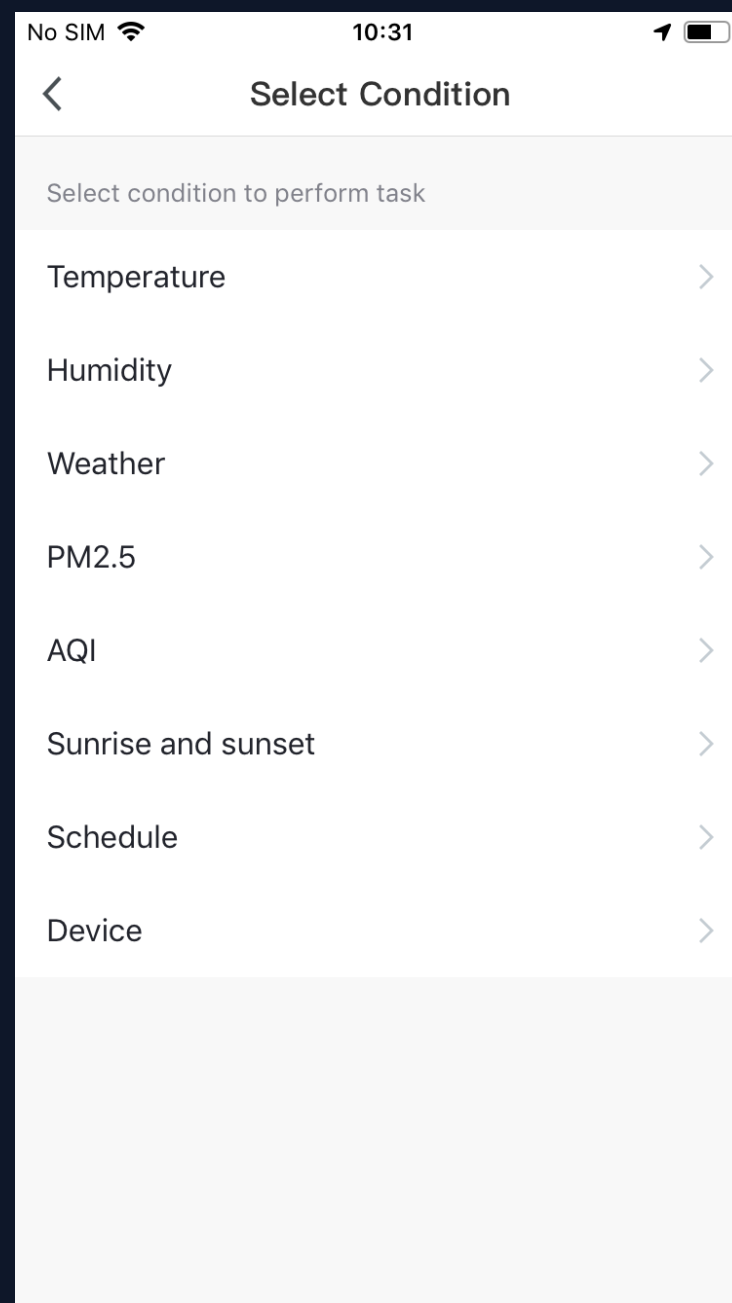 No SIM 10:31
Select Condition
Select condition to perform task
Temperature
Humidity
Weather
PM2.5
AQI
Sunrise and sunset
Schedule
Device